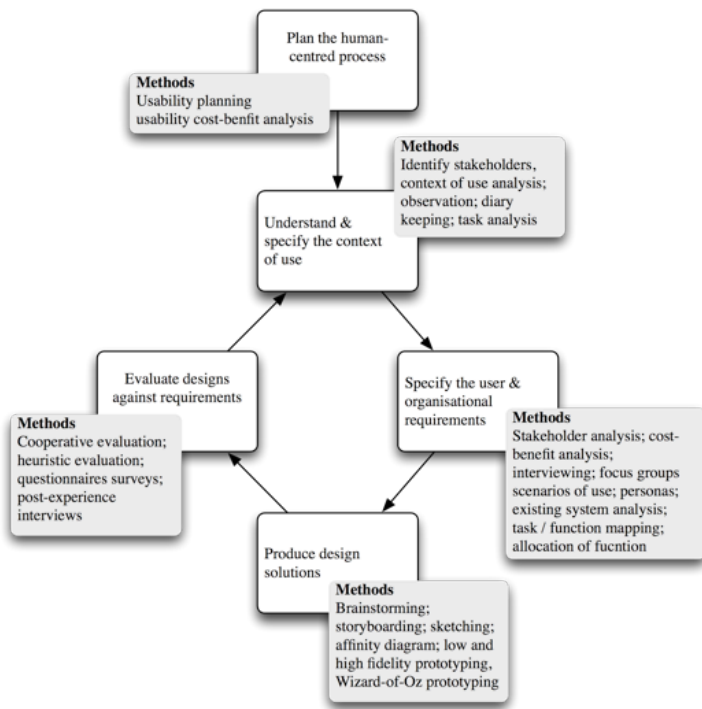 Plan the human-
centred process
Methods
Usability planning
usability cost-benfit analysis
Methods
Identify stakeholders,
context of use analysis;
observation; diary
keeping; task analysis
Understand &
specify the context
of use
Evaluate designs
against requirements
Methods
Cooperative evaluation;
heuristic evaluation;
questionnaires surveys;
post-experience
interviews
Specify the user &
organisational
requirements
Methods
Stakeholder analysis; cost-
benefit analysis;
interviewing; focus groups
scenarios of use; personas;
existing system analysis;
task / function mapping;
allocation of fucntion
Produce design
solutions
Methods
Brainstorming;
storyboarding; sketching;
affinity diagram; low and
high fidelity prototyping,
Wizard-of-Oz prototyping